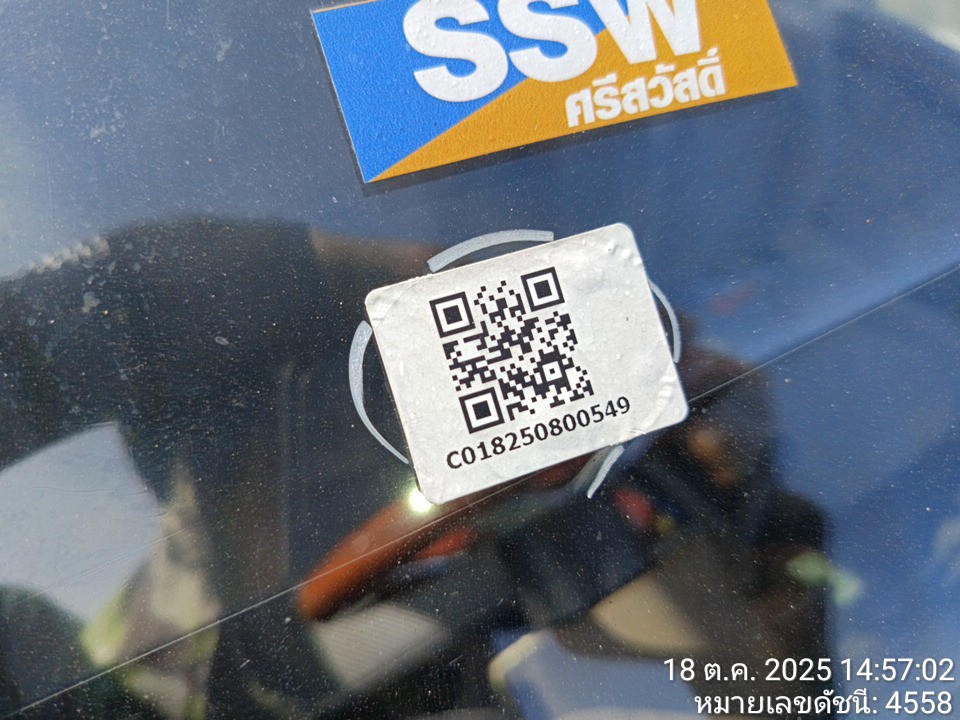 SSW
ศรีสวัสดิ์
C018250800549
18 ต.ค. 2025 14:57:02
หมายเลขดัชนี: 4558